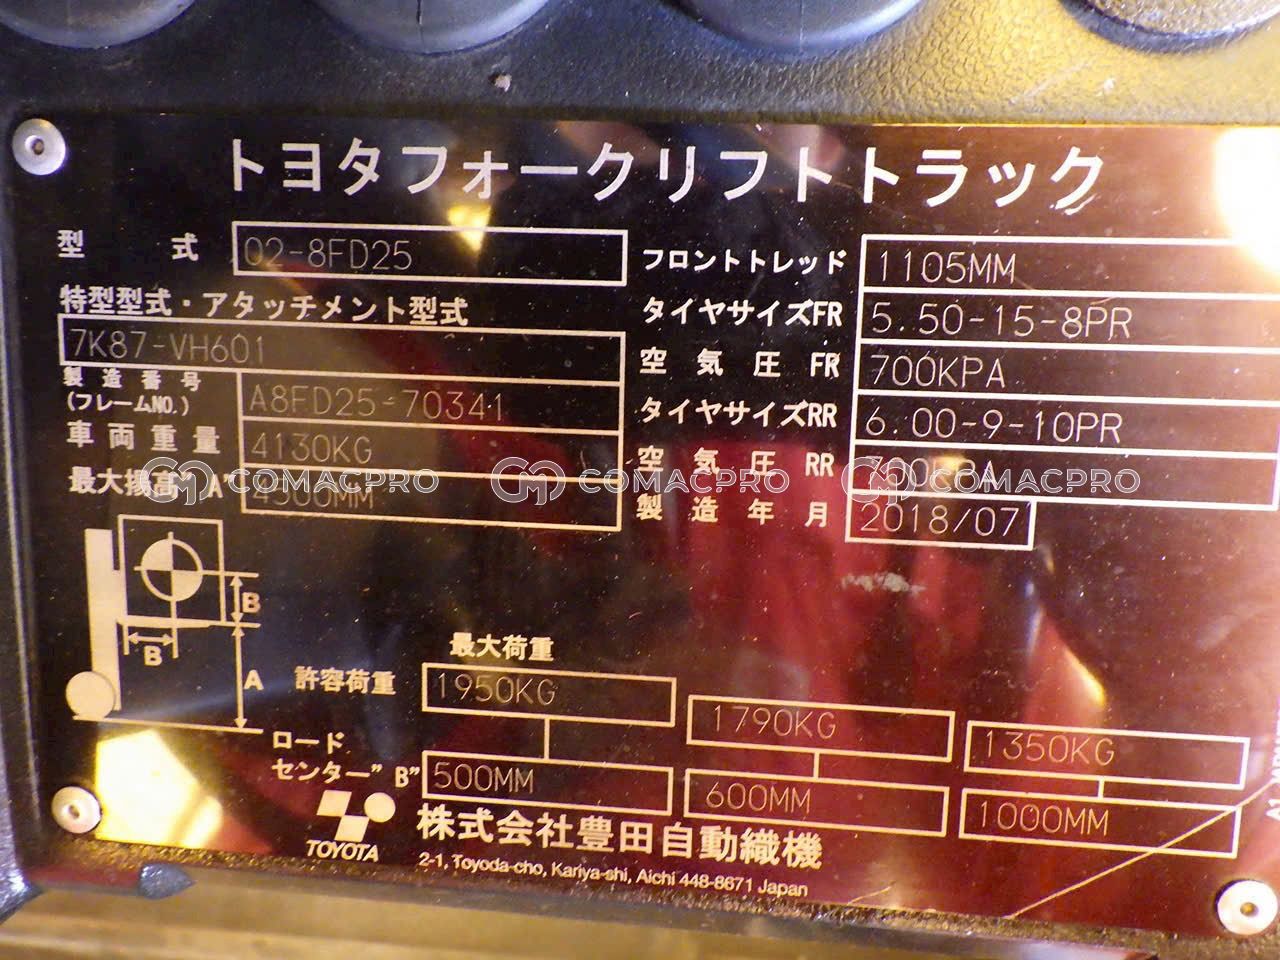 トヨタフォークリフトトラック
型式 02-8FD25
特型型式・アタッチメント型式
7K87-VH601
製造番号
(フレームNO.) A8FD25-70341
車両重量 4130KG
最大揚高"A" 4500MM
フロントトレッド 1105MM
タイヤサイズFR 5.50-15-8PR
空気圧 FR 700KPA
タイヤサイズRR 6.00-9-10PR
空気圧 RR 700KPA
製造年月 2018/07
COMACPRO COMACPRO COMACPRO
B
B
A
最大荷重
許容荷重 1950KG 1790KG 1350KG
ロード
センター"B" 500MM 600MM 1000MM
TOYOTA
株式会社豊田自動織機
2-1, Toyoda-cho, Kariya-shi, Aichi 448-8671 Japan